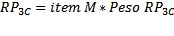 RP₃C = item M * Peso RP₃C